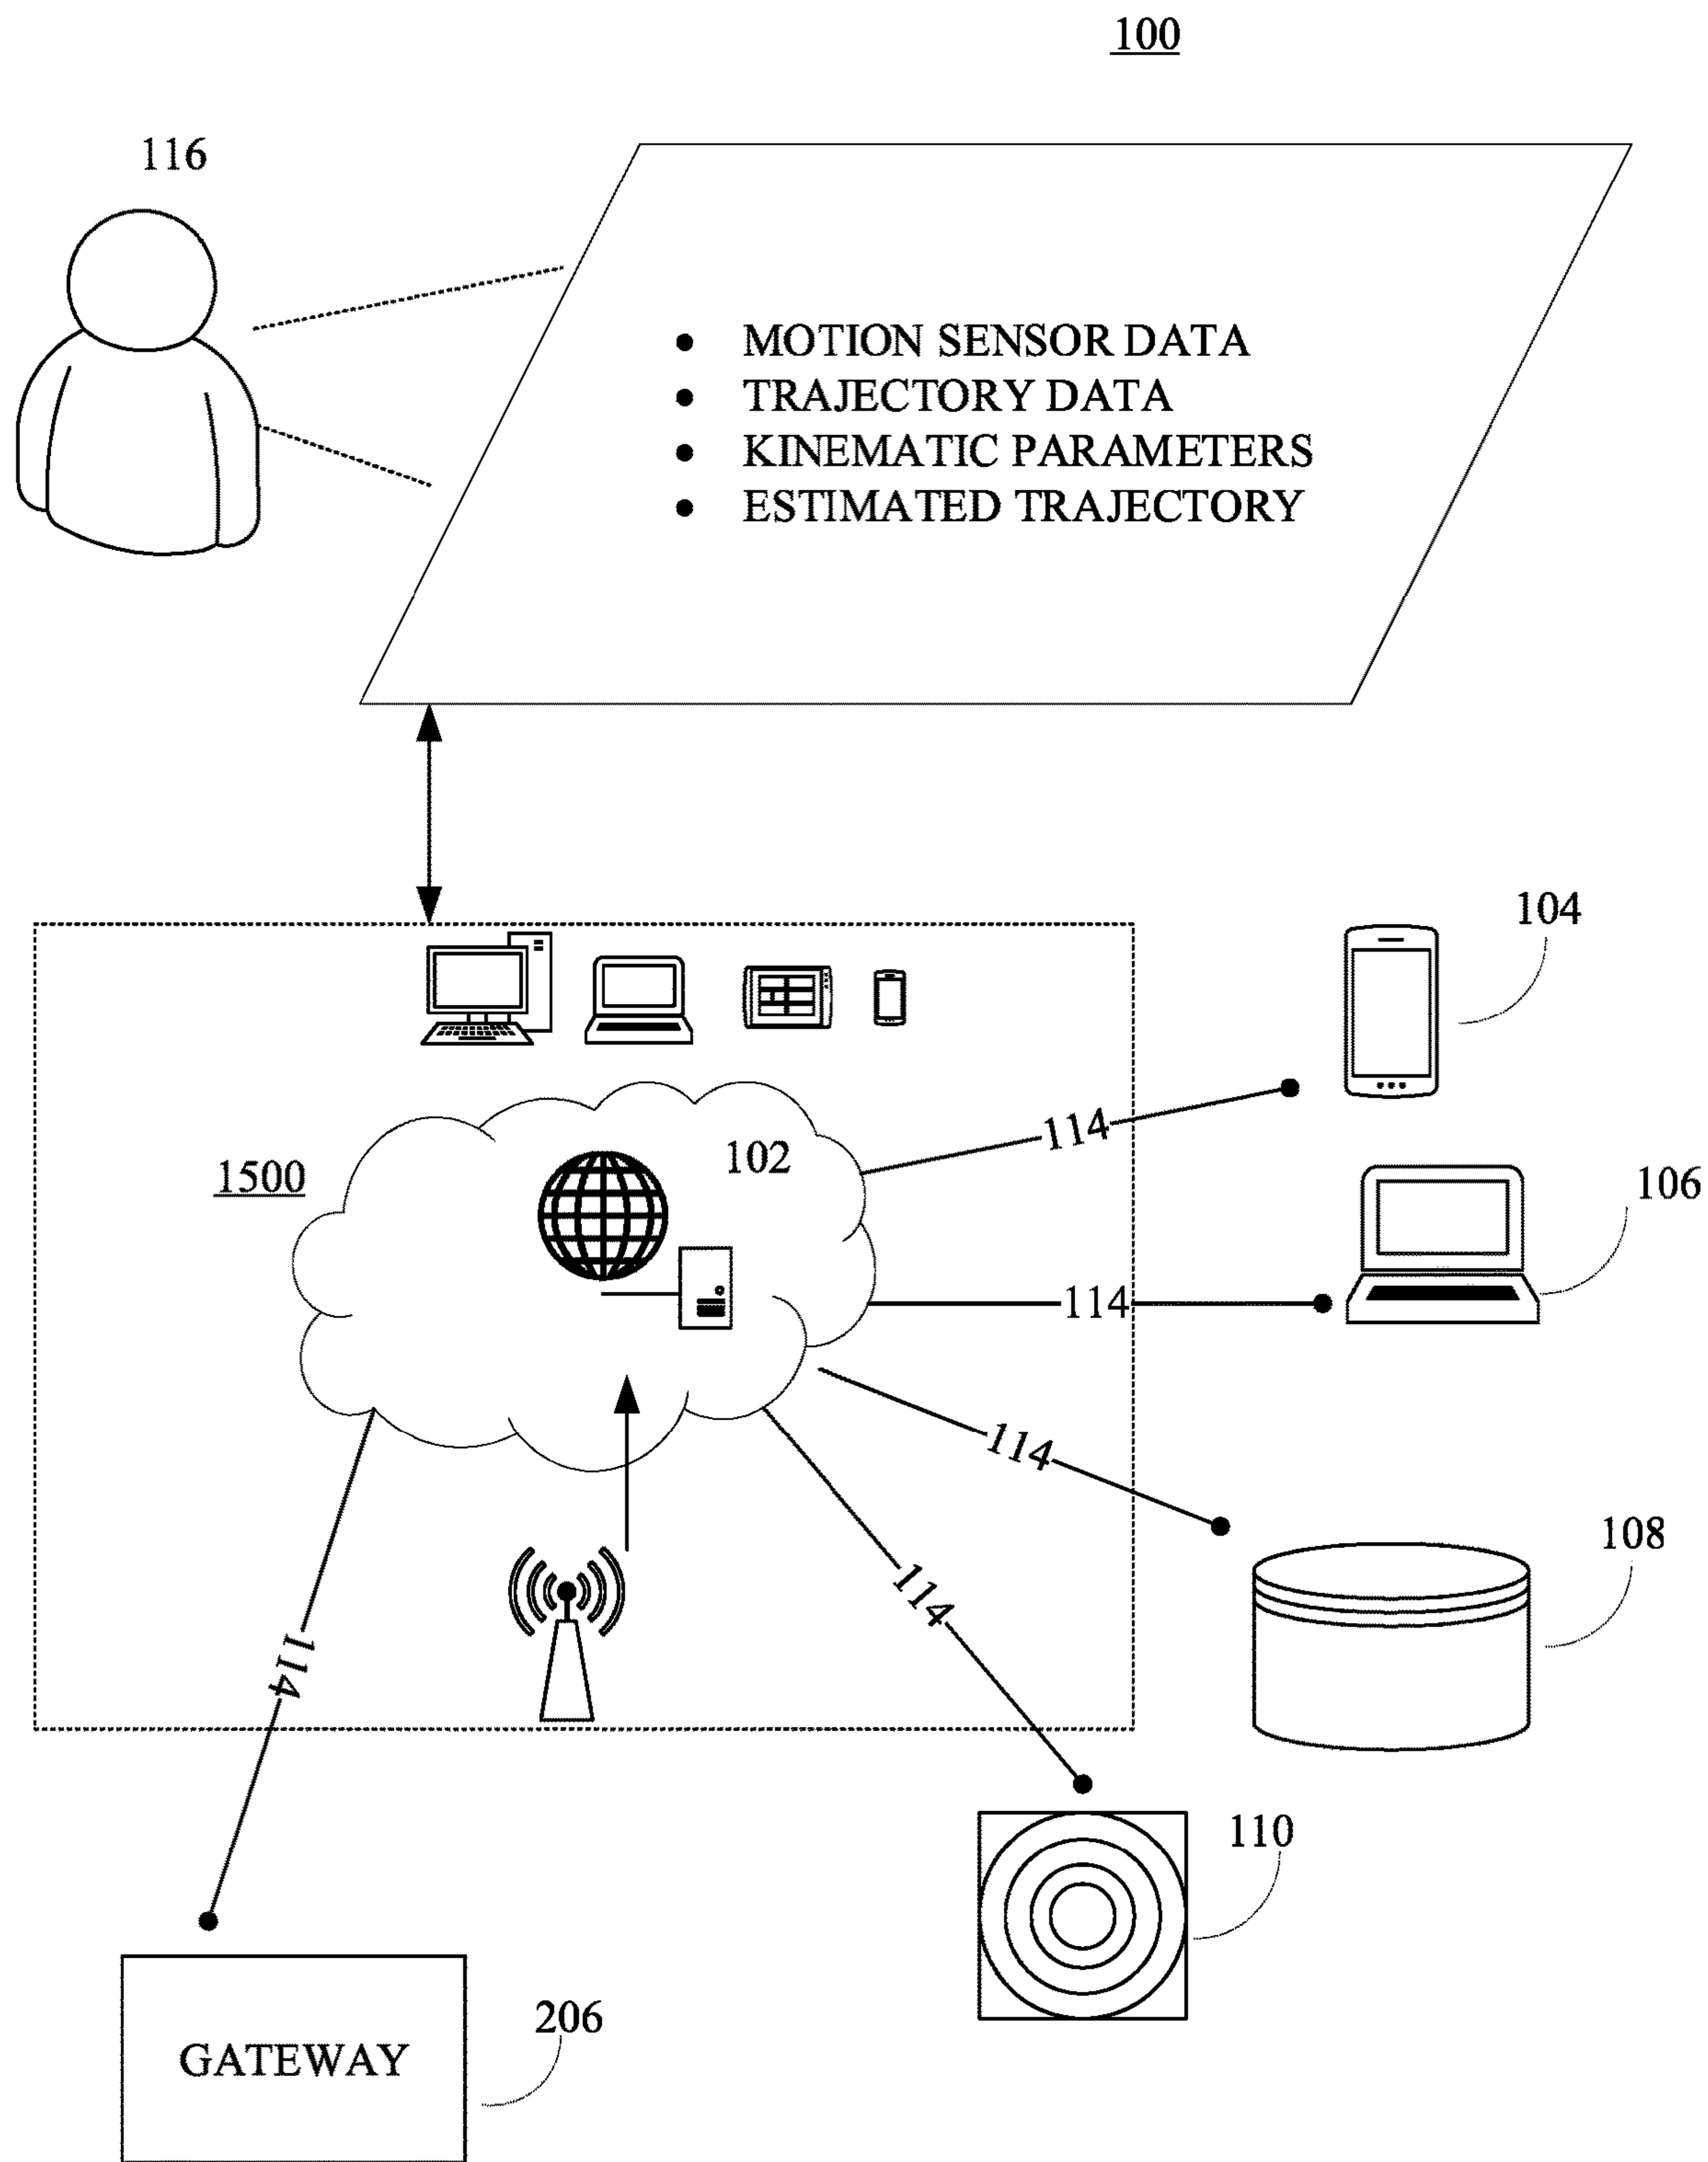 100
116
• MOTION SENSOR DATA
• TRAJECTORY DATA
• KINEMATIC PARAMETERS
• ESTIMATED TRAJECTORY
104
114
102
1500
106
114
114
108
114
114
110
206
GATEWAY